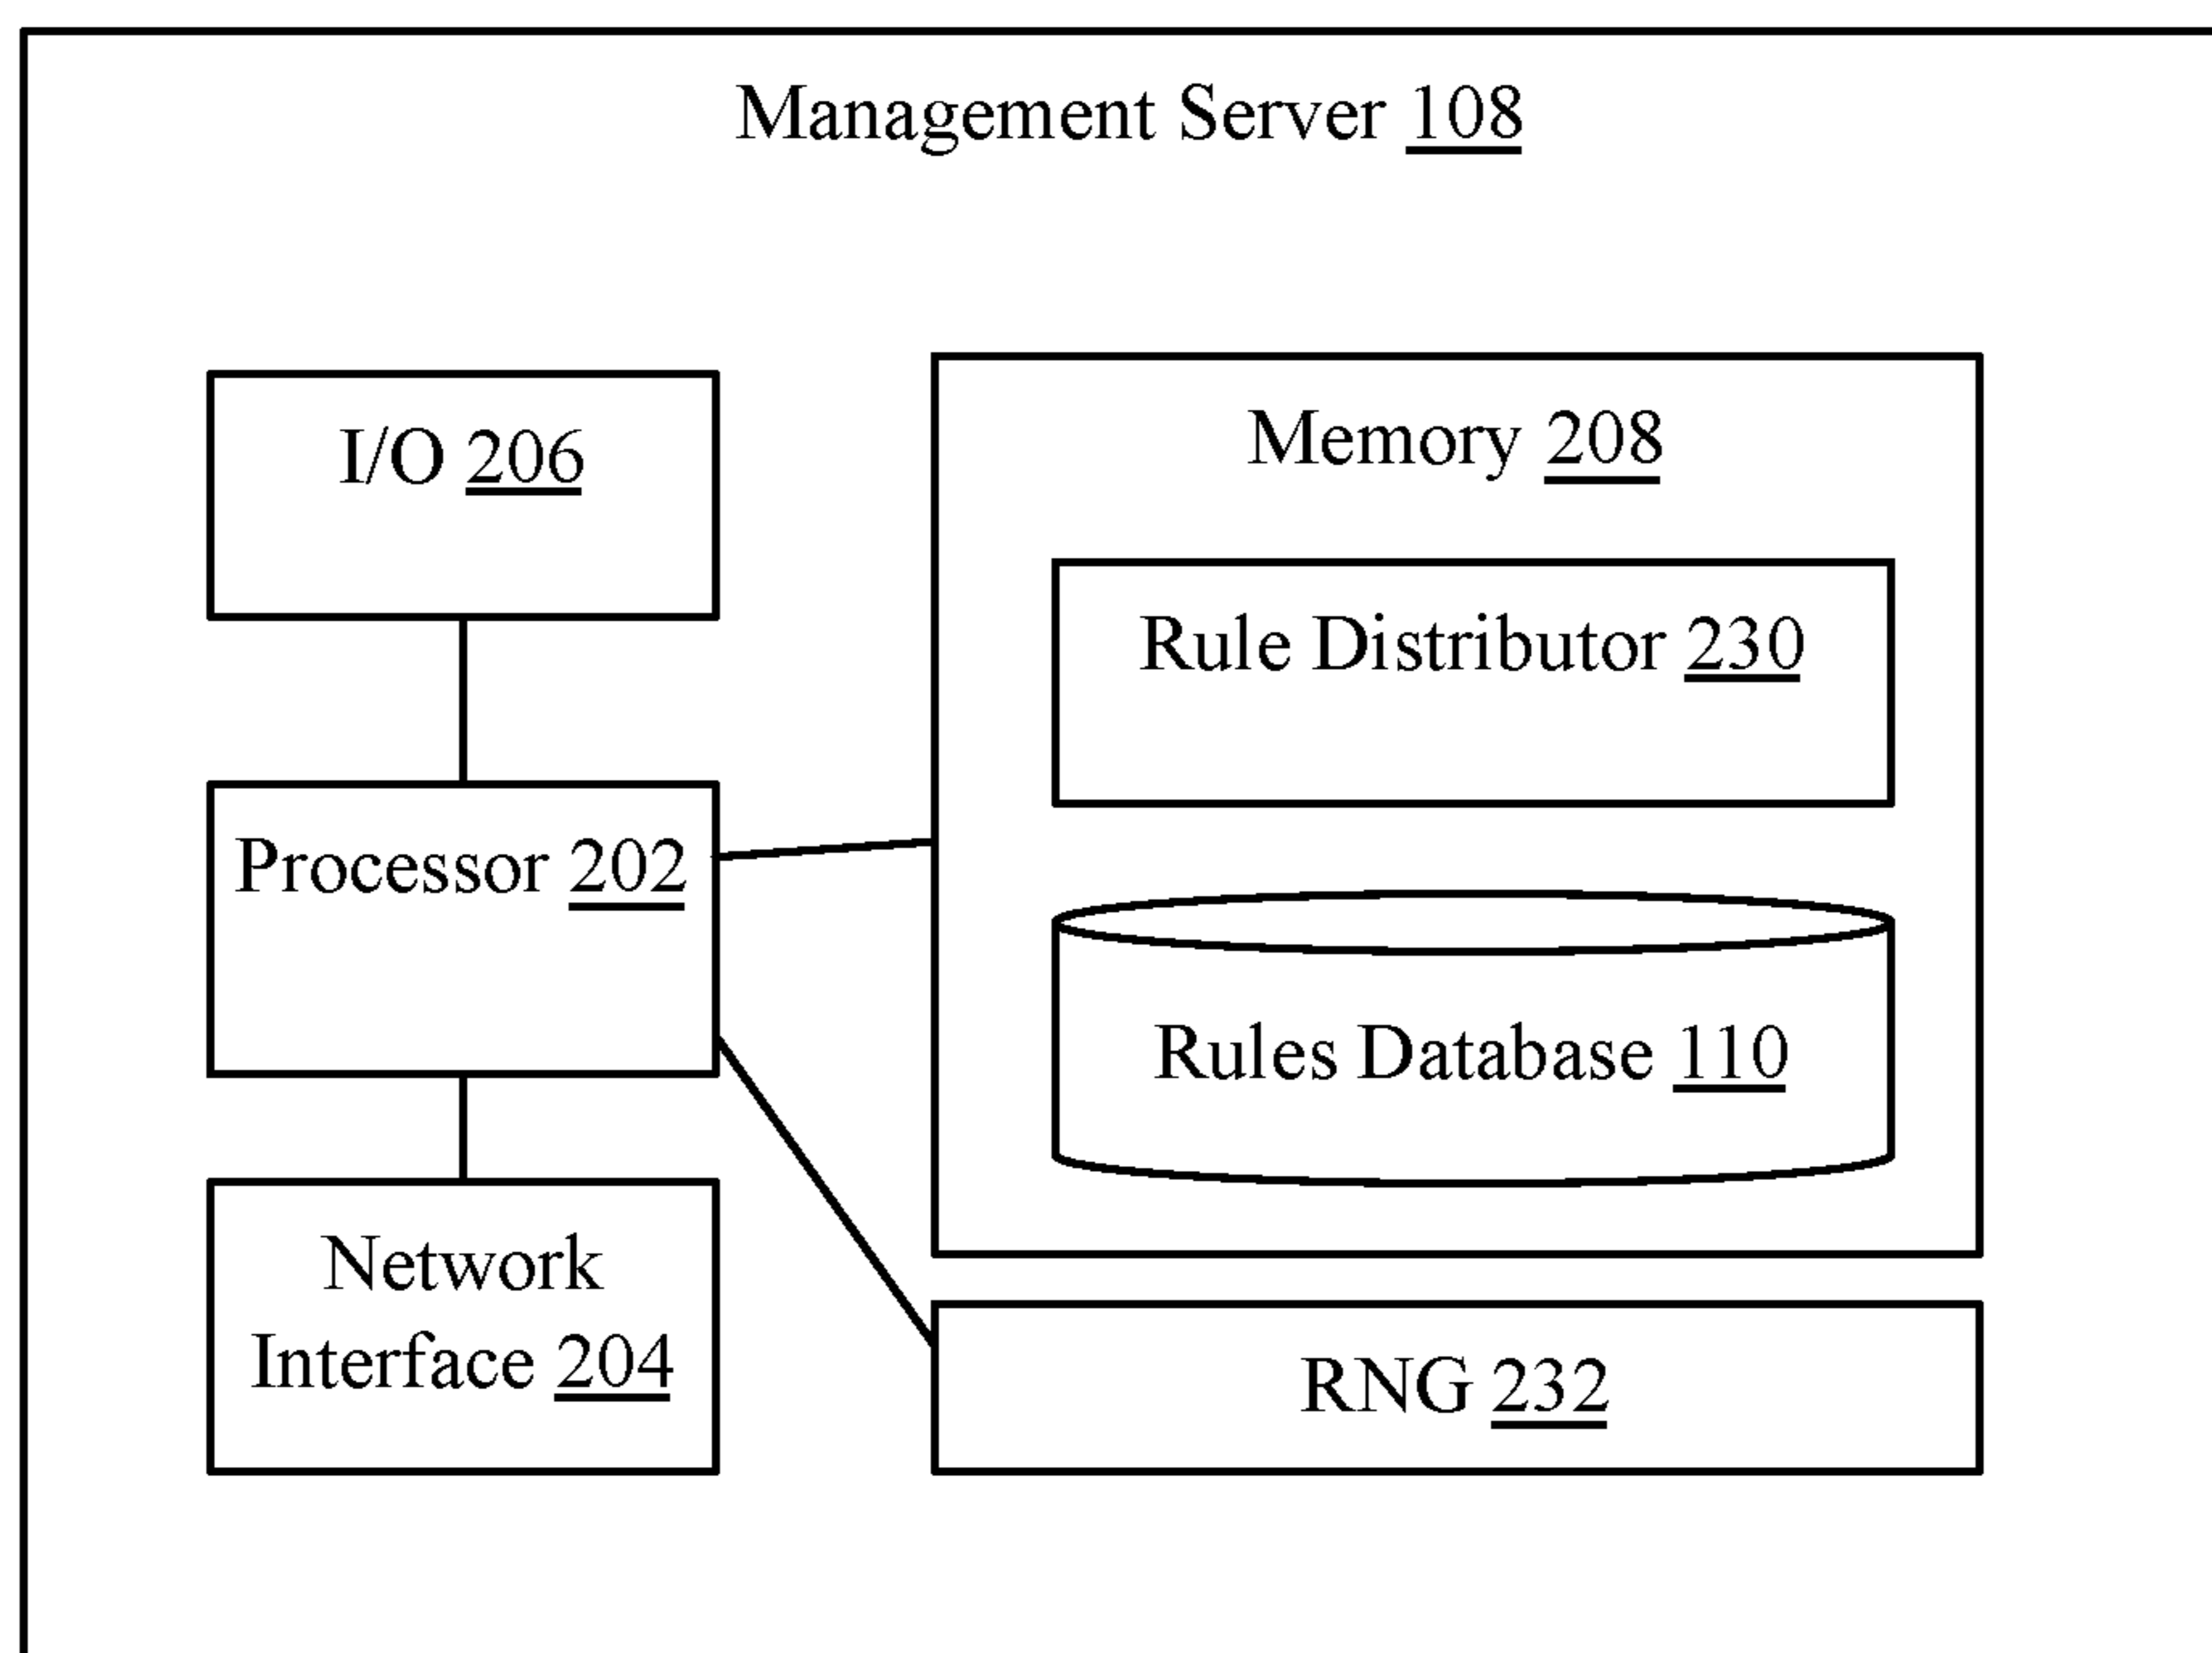 Management Server 108
I/O 206
Memory 208
Rule Distributor 230
Processor 202
Rules Database 110
Network
Interface 204
RNG 232